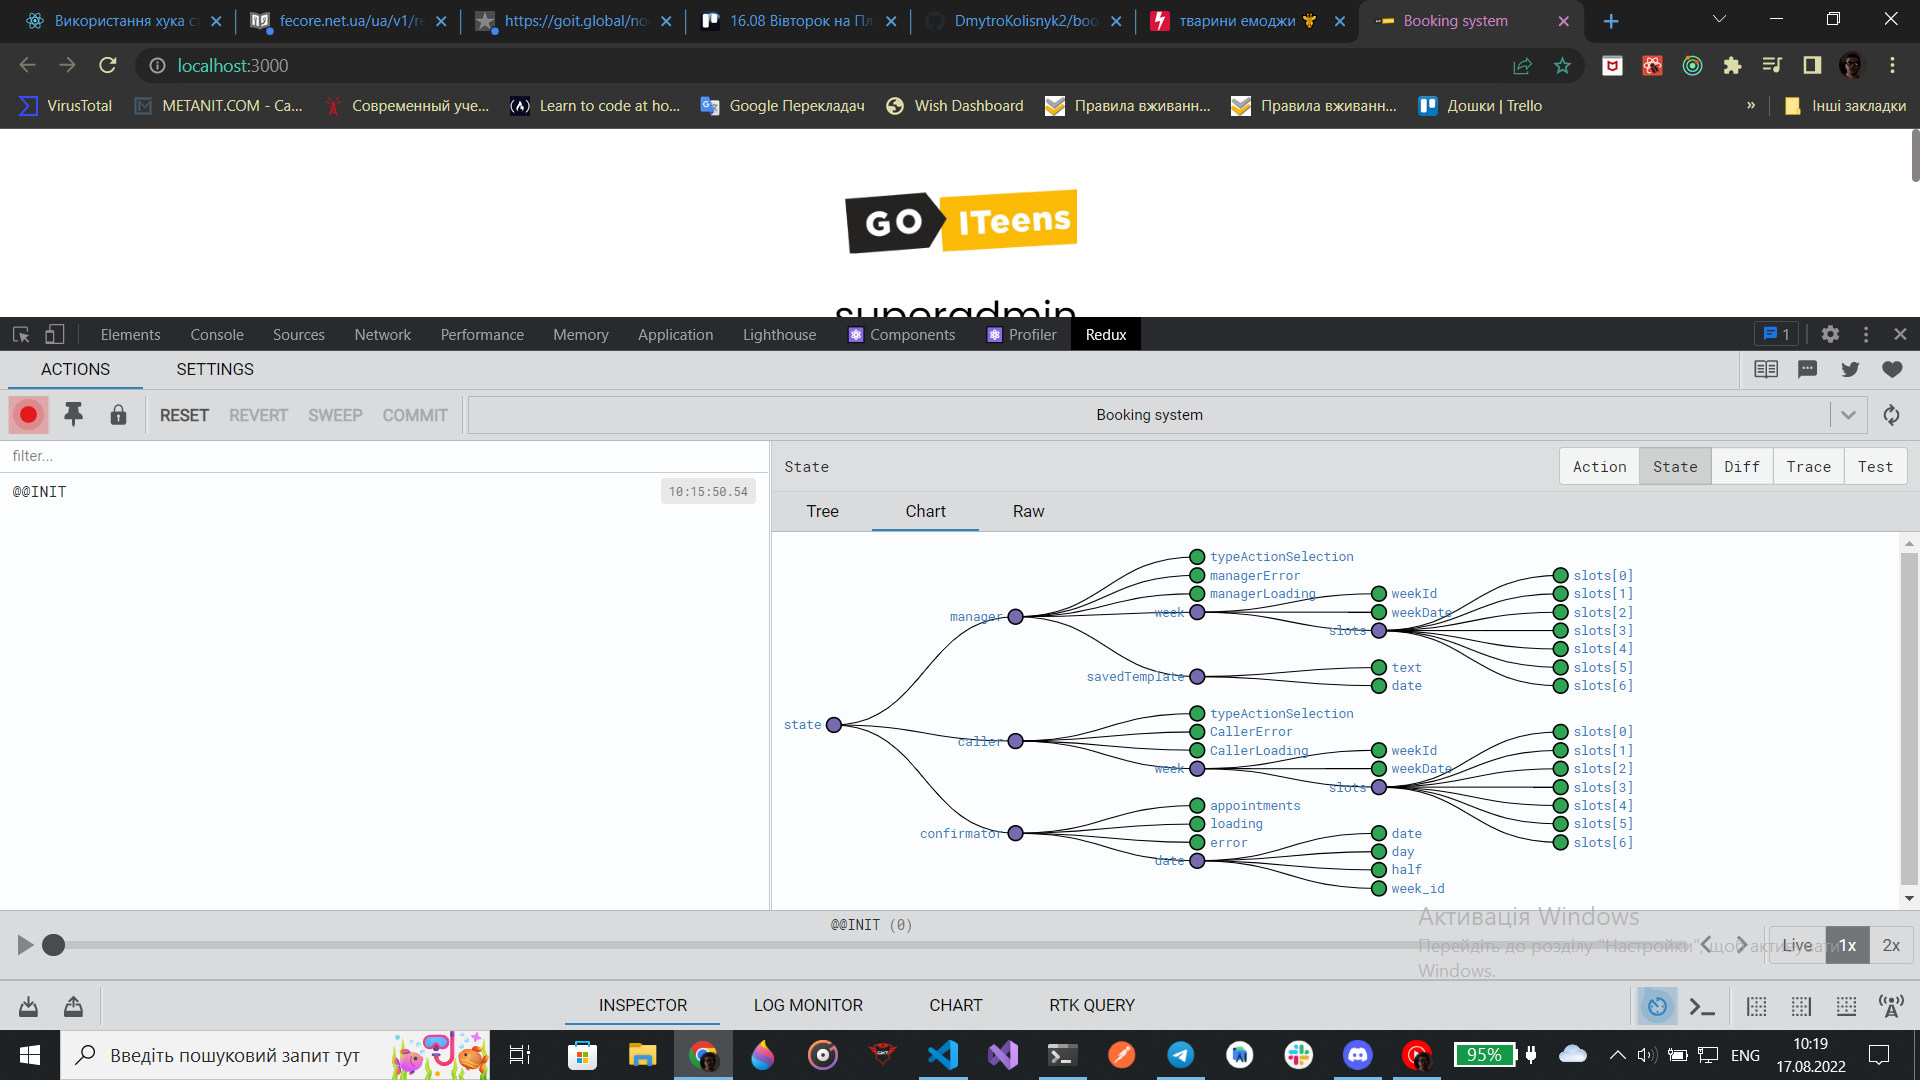 Використання хука ст
fecore.net.ua/ua/v1/re
https://goit.global/no
16.08 Вівторок на Пл
DmytroKolisnyk2/boo
тварини емоджи
Booking system
localhost:3000
VirusTotal
METANIT.COM - Са...
Современный уче...
Learn to code at ho...
Google Перекладач
Wish Dashboard
Правила вживанн...
Правила вживанн...
Дошки | Trello
»
Інші закладки
GO ITeens
superadmin
Elements Console Sources Network Performance Memory Application Lighthouse Components Profiler Redux 1
ACTIONS SETTINGS
RESET REVERT SWEEP COMMIT Booking system
filter...
@@INIT 10:15:50.54
State Action State Diff Trace Test
Tree Chart Raw
typeActionSelection
managerError
managerLoading
week
manager
savedTemplate
weekId
weekDate
slots
slots[0]
slots[1]
slots[2]
slots[3]
slots[4]
slots[5]
slots[6]
text
date
state
typeActionSelection
CallerError
CallerLoading
week
caller
weekId
weekDate
slots
slots[0]
slots[1]
slots[2]
slots[3]
slots[4]
slots[5]
slots[6]
confirmator
appointments
loading
error
date
date
day
half
week_id
@@INIT (0)
Live 1x 2x
Активація Windows
Перейдіть до розділу "Настройки", щоб активувати
Windows.
INSPECTOR LOG MONITOR CHART RTK QUERY
Введіть пошуковий запит тут
95%
ENG
10:19
17.08.2022